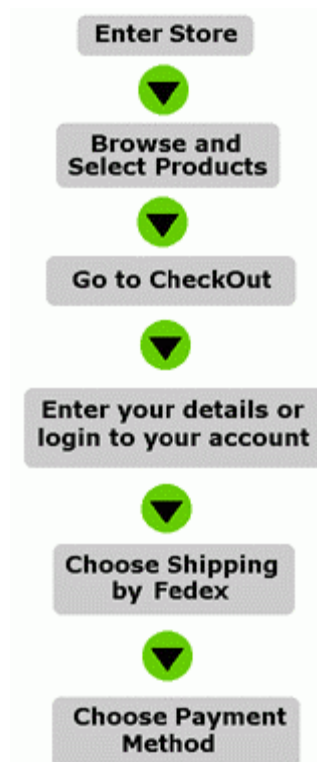 Enter Store
Browse and
Select Products
Go to CheckOut
Enter your details or
login to your account
Choose Shipping
by Fedex
Choose Payment
Method